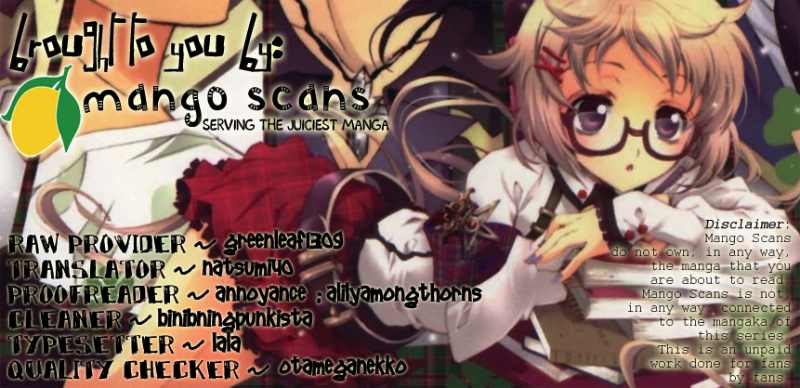 brought to you by:
mango scans
SERVING THE JUICIEST MANGA
RAW PROVIDER ~ greenleaf1309
TRANSLATOR ~ natsumi40
PROOFREADER ~ annoyance ; alilyamongthorns
CLEANER ~ binibningpunkista
TYPESETTER ~ lala
QUALITY CHECKER ~ otameganekko
Disclaimer;
Mango Scans
do not own, in any way,
the manga that you
are about to read.
Mango Scans is not,
in any way, connected
to the mangaka of
this series.
This is an unpaid
work done for fans
by fans.